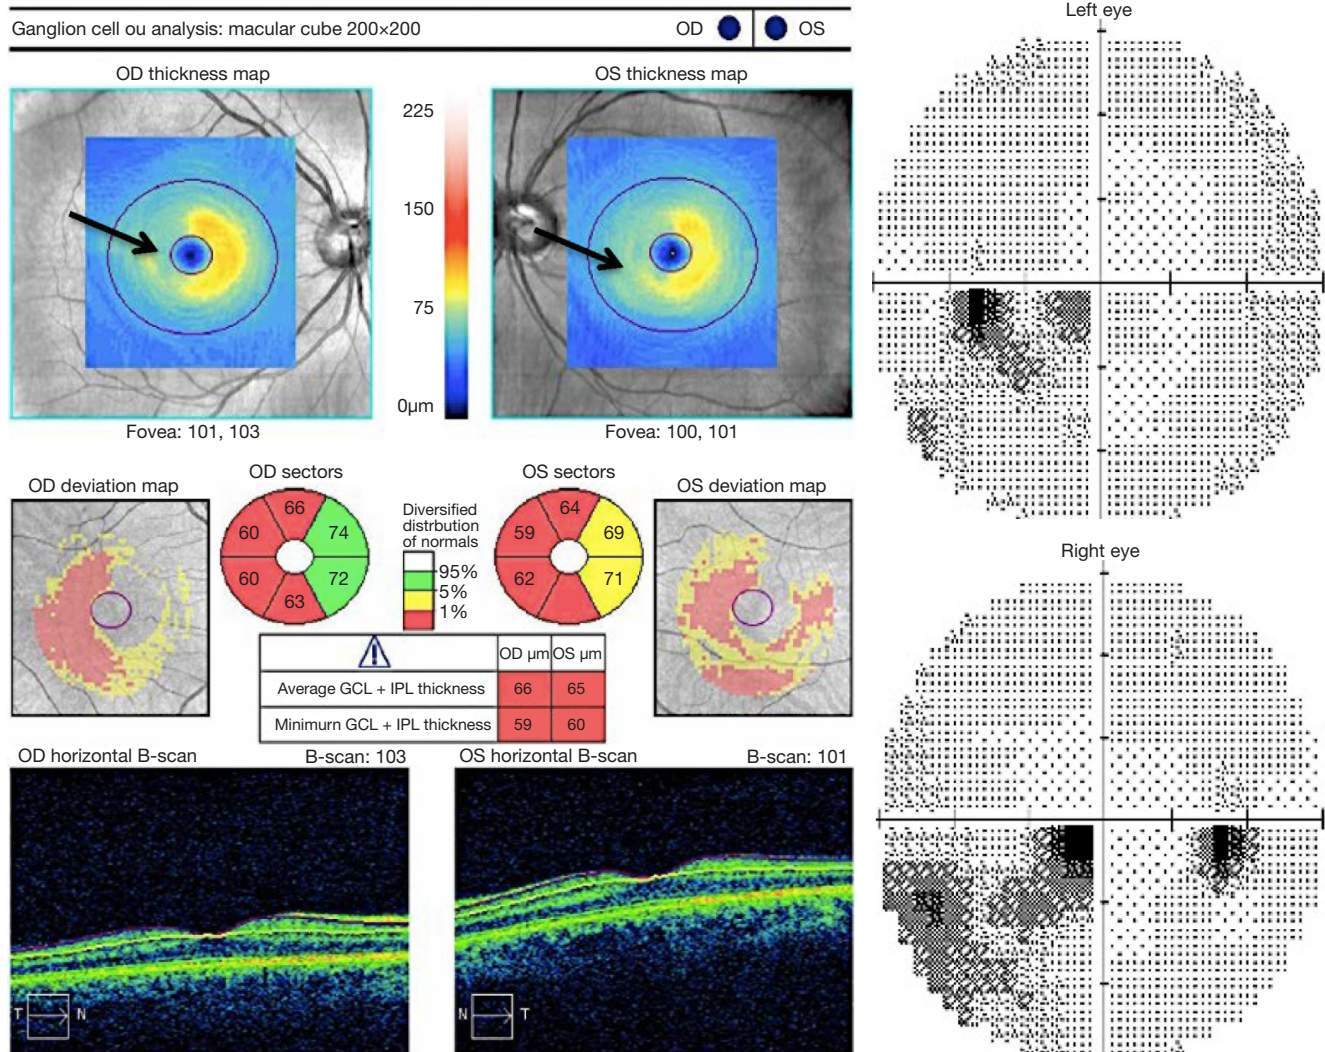 Ganglion cell ou analysis: macular cube 200×200
OD
OS
OD thickness map
OS thickness map
225
150
75
0μm
Fovea: 101, 103
Fovea: 100, 101
OD deviation map
OD sectors
OS sectors
OS deviation map
66
60
74
60
72
63
Diversified
distrbution
of normals
95%
5%
1%
64
59
69
62
71
OD μm
OS μm
Average GCL + IPL thickness
66
65
Minimurn GCL + IPL thickness
59
60
OD horizontal B-scan
B-scan: 103
OS horizontal B-scan
B-scan: 101
T
N
N
T
Left eye
Right eye